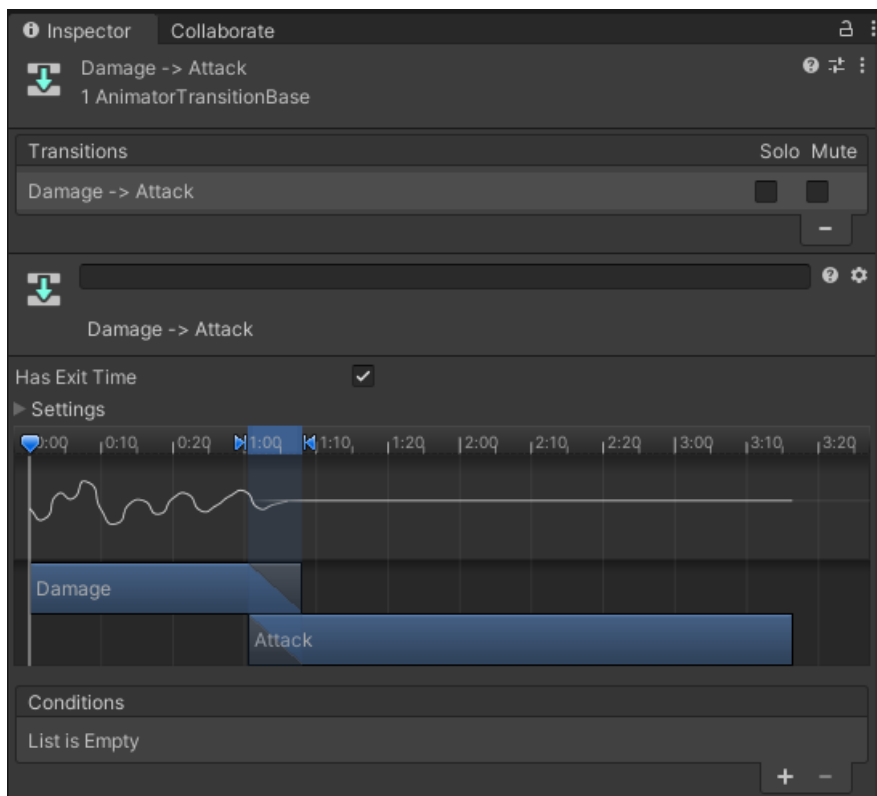 Inspector Collaborate
Damage -> Attack
1 AnimatorTransitionBase
Transitions Solo Mute
Damage -> Attack
Damage -> Attack
Has Exit Time
Settings
0:00 0:10 0:20 1:00 1:10 1:20 2:00 2:10 2:20 3:00 3:10 3:20
Damage
Attack
Conditions
List is Empty